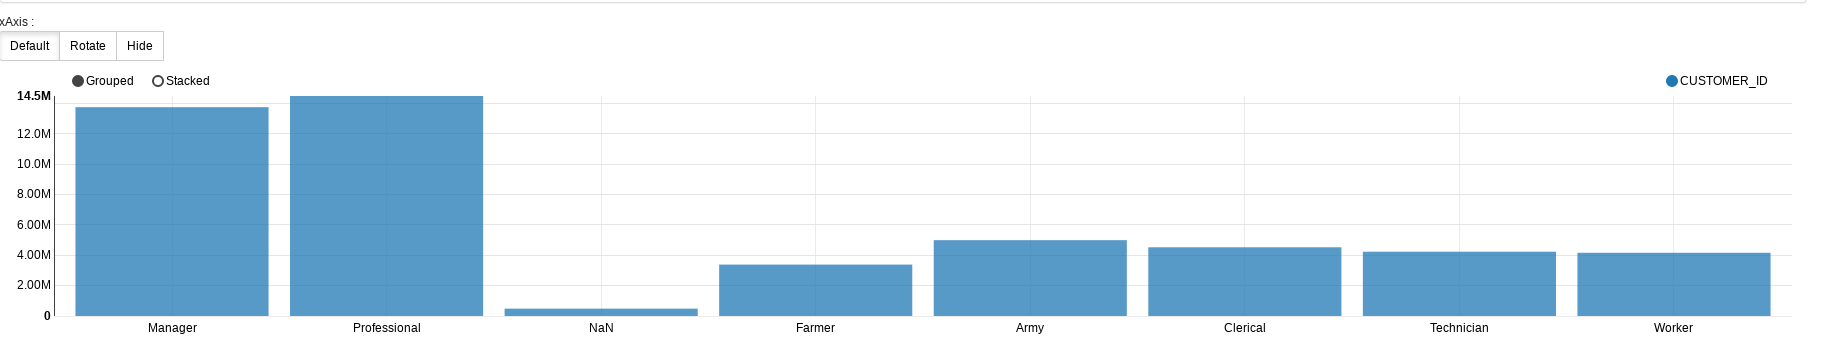 xAxis :
Default Rotate Hide
Grouped Stacked CUSTOMER_ID
14.5M
12.0M
10.0M
8.00M
6.00M
4.00M
2.00M
0
Manager Professional NaN Farmer Army Clerical Technician Worker